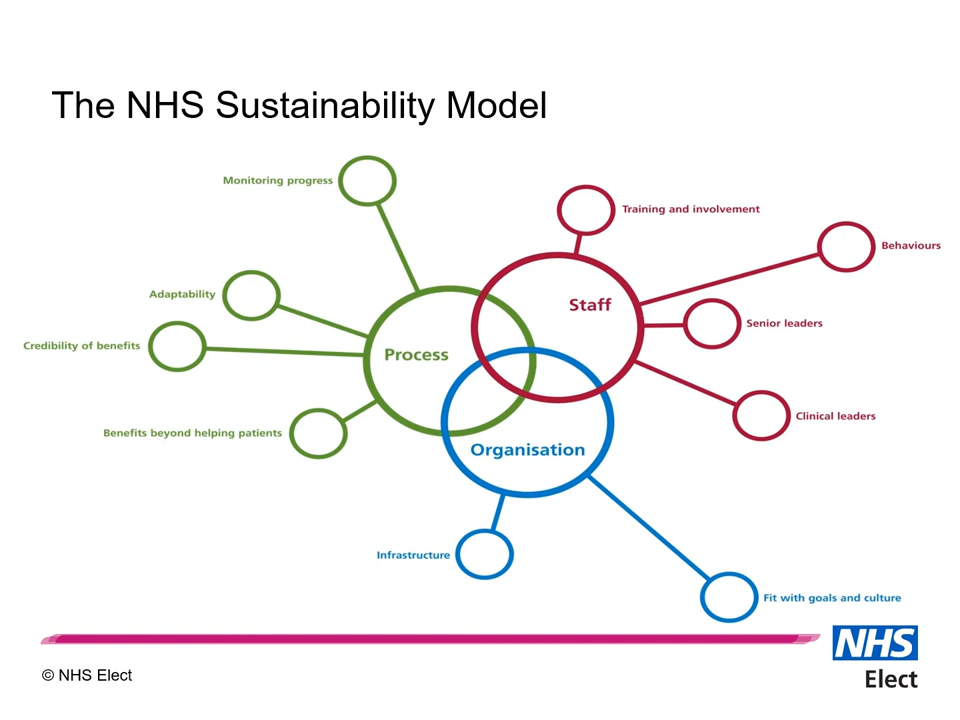 The NHS Sustainability Model
Monitoring progress
Training and involvement
Behaviours
Adaptability
Staff
Senior leaders
Credibility of benefits
Process
Clinical leaders
Benefits beyond helping patients
Organisation
Infrastructure
Fit with goals and culture
NHS
Elect
© NHS Elect